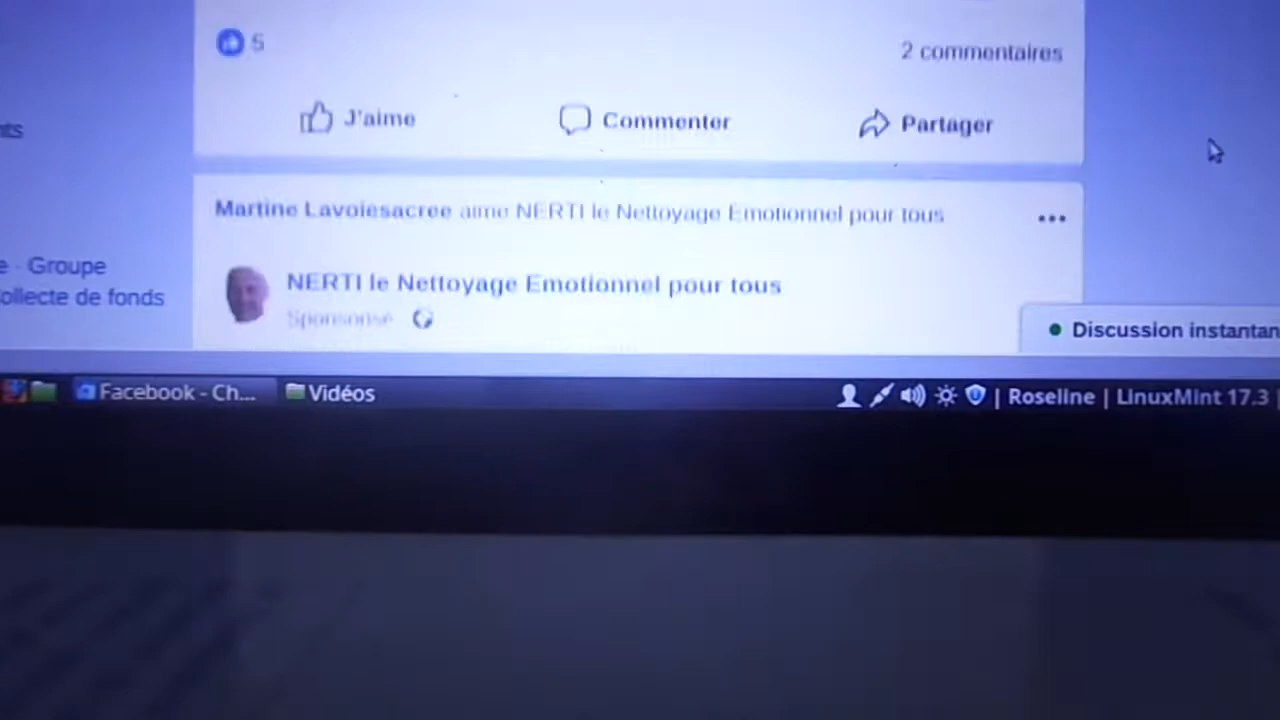 5
2 commentaires
J'aime
Commenter
Partager
nts
Martine Lavoiesacree aime NERTI le Nettoyage Emotionnel pour tous
e · Groupe
ollecte de fonds
NERTI le Nettoyage Emotionnel pour tous
Sponsorisé
Discussion instantan
Facebook - Ch...
Vidéos
| Roseline | LinuxMint 17.3 |